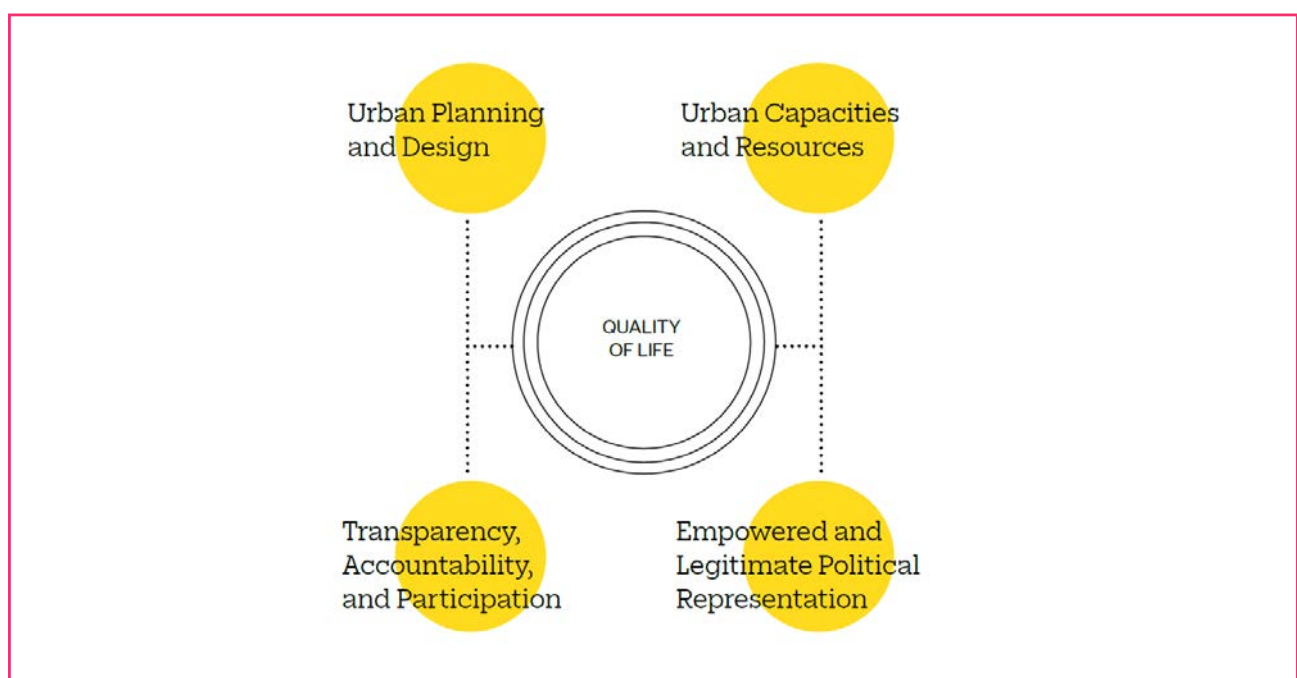 Urban Planning
and Design
Urban Capacities
and Resources
QUALITY
OF LIFE
Transparency,
Accountability,
and Participation
Empowered and
Legitimate Political
Representation